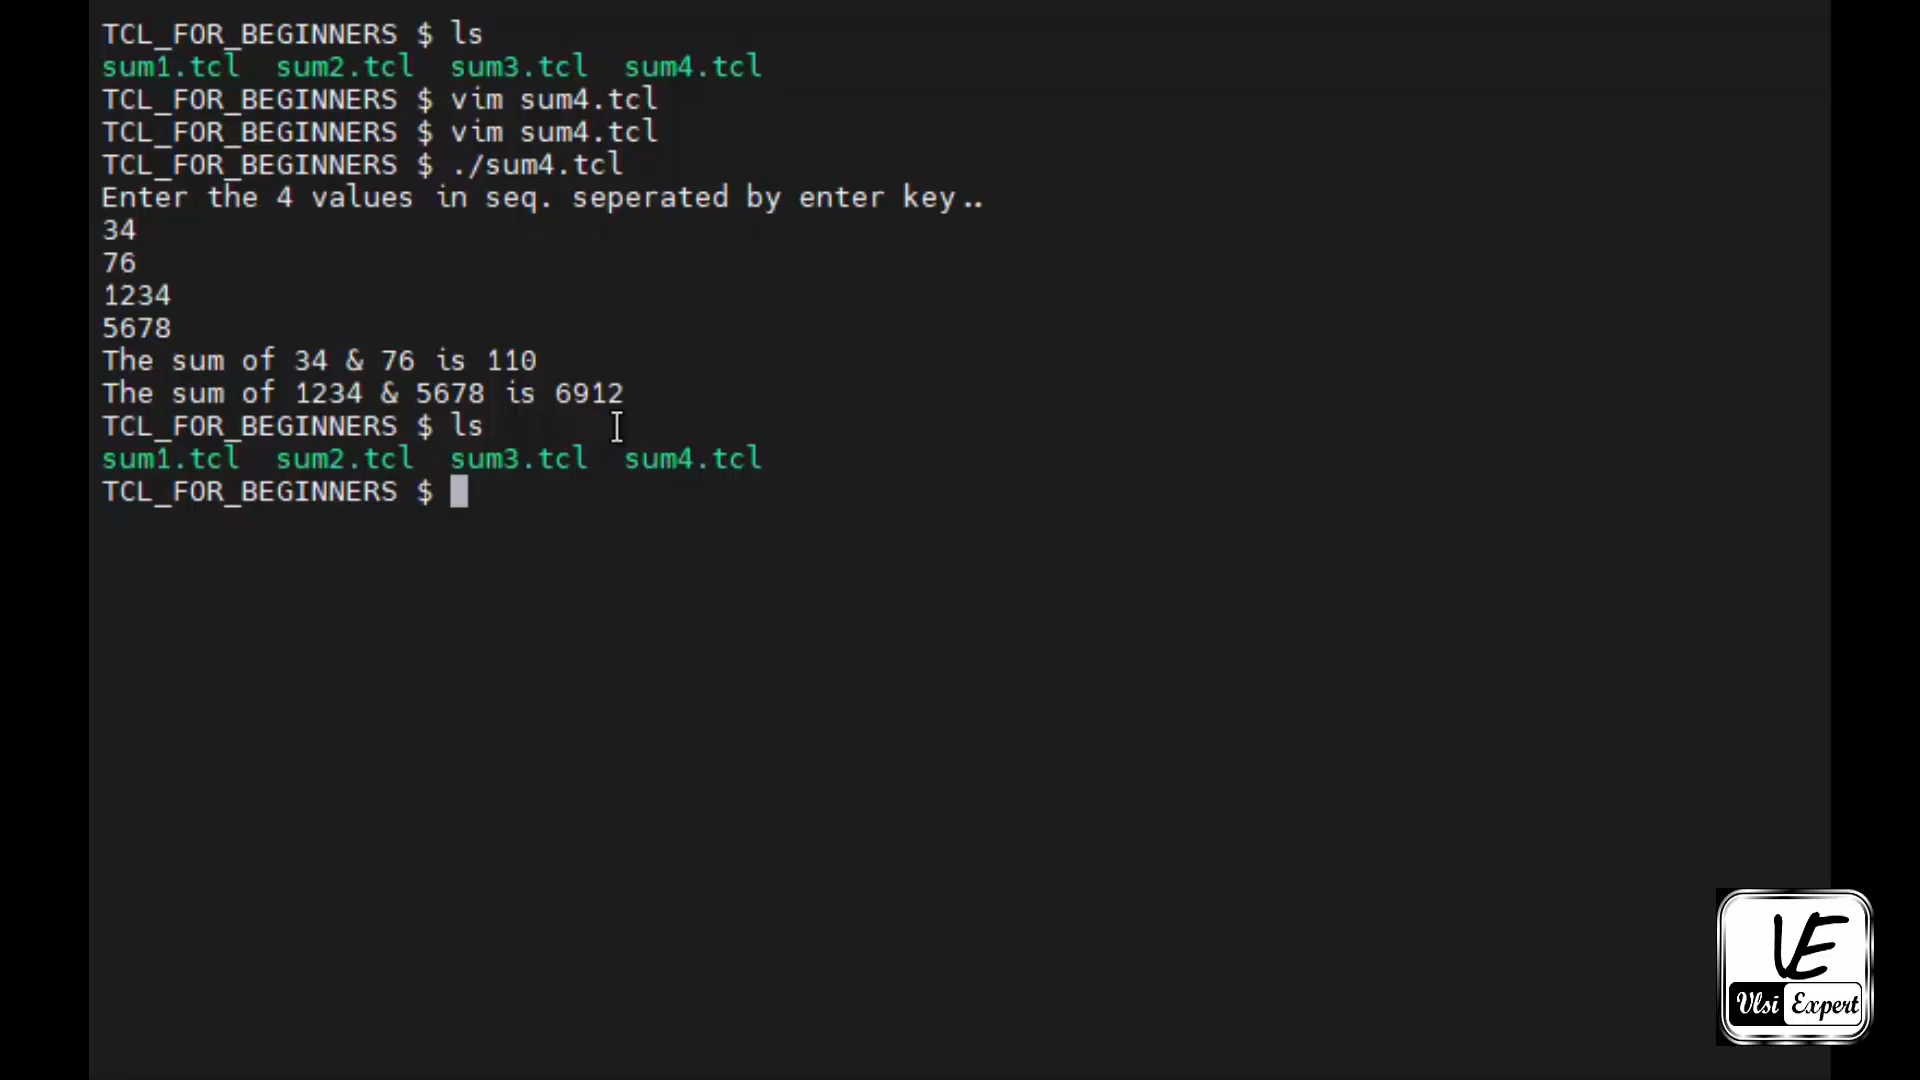 TCL_FOR_BEGINNERS $ ls
sum1.tcl  sum2.tcl  sum3.tcl  sum4.tcl
TCL_FOR_BEGINNERS $ vim sum4.tcl
TCL_FOR_BEGINNERS $ vim sum4.tcl
TCL_FOR_BEGINNERS $ ./sum4.tcl
Enter the 4 values in seq. seperated by enter key..
34
76
1234
5678
The sum of 34 & 76 is 110
The sum of 1234 & 5678 is 6912
TCL_FOR_BEGINNERS $ ls
sum1.tcl  sum2.tcl  sum3.tcl  sum4.tcl
TCL_FOR_BEGINNERS $
VE
Vlsi Expert